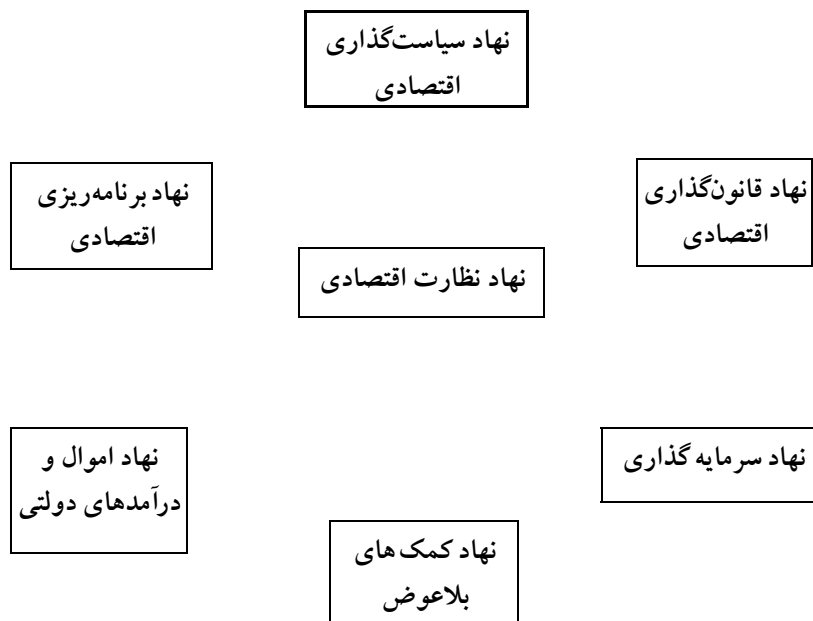 نهاد سیاست‌گذاری
اقتصادی
نهاد قانون‌گذاری
اقتصادی
نهاد برنامه‌ریزی
اقتصادی
نهاد نظارت اقتصادی
نهاد سرمایه گذاری
نهاد اموال و
درآمدهای دولتی
نهاد کمک های
بلاعوض